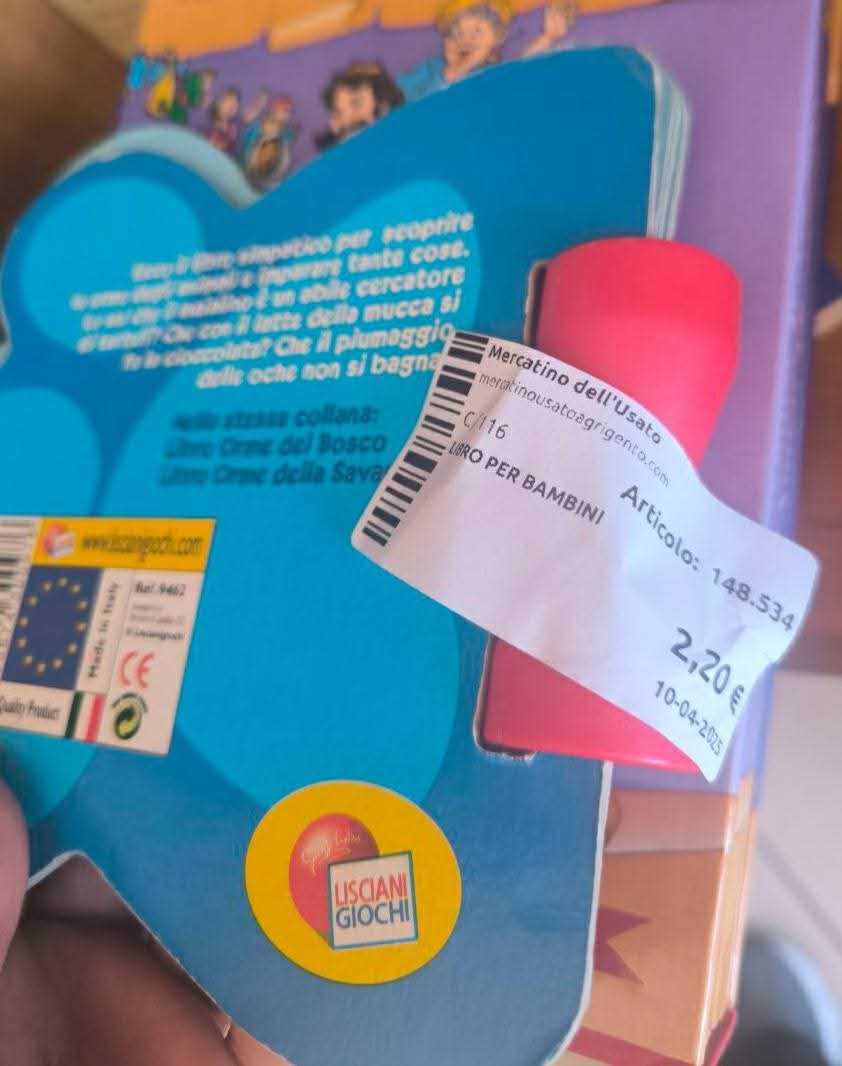 Ecco il libro simpatico per scoprire
le orme degli animali e imparare tante cose.
Lo sai che il maialino è un abile cercatore
di tartufi? Che con il latte della mucca si
fa la cioccolata? Che il piumaggio
delle oche non si bagna
Nella stessa collana:
Libro Orme del Bosco
Libro Orme della Sava
Mercatino dell'Usato
mercatinousatoagrigento.com
C/116
LIBRO PER BAMBINI
Articolo: 148.534
2,20 €
10-04-2025
www.liscianigiochi.com
Made in Italy
Ref. 9462
© Liscianigiochi
CE
Quality Product
LISCIANI
GIOCHI